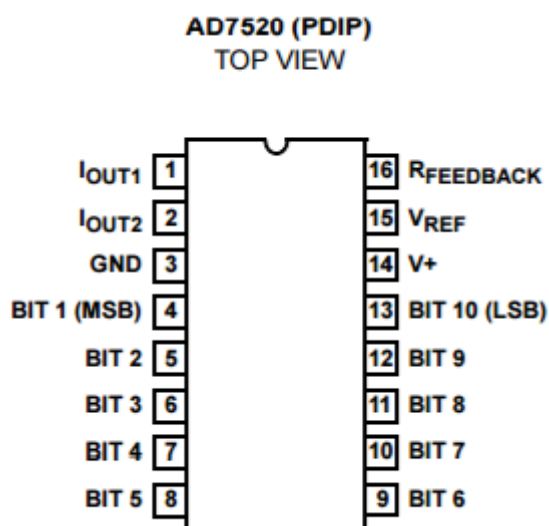 AD7520 (PDIP)
TOP VIEW
IOUT1 1 16 RFEEDBACK
IOUT2 2 15 VREF
GND 3 14 V+
BIT 1 (MSB) 4 13 BIT 10 (LSB)
BIT 2 5 12 BIT 9
BIT 3 6 11 BIT 8
BIT 4 7 10 BIT 7
BIT 5 8 9 BIT 6